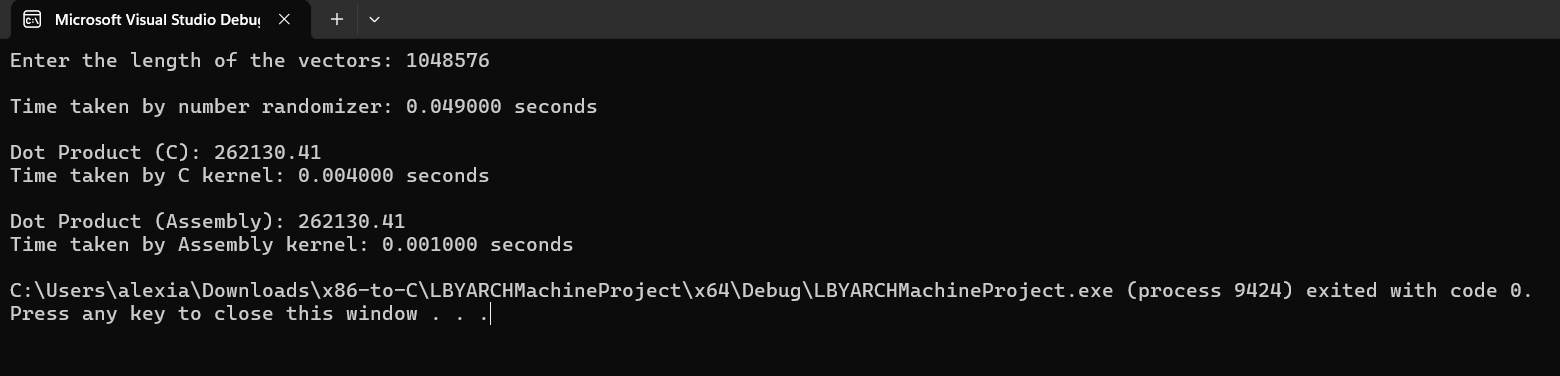 Microsoft Visual Studio Debu
Enter the length of the vectors: 1048576
Time taken by number randomizer: 0.049000 seconds
Dot Product (C): 262130.41
Time taken by C kernel: 0.004000 seconds
Dot Product (Assembly): 262130.41
Time taken by Assembly kernel: 0.001000 seconds
C:\Users\alexia\Downloads\x86-to-C\LBYARCHMachineProject\x64\Debug\LBYARCHMachineProject.exe (process 9424) exited with code 0.
Press any key to close this window . . .